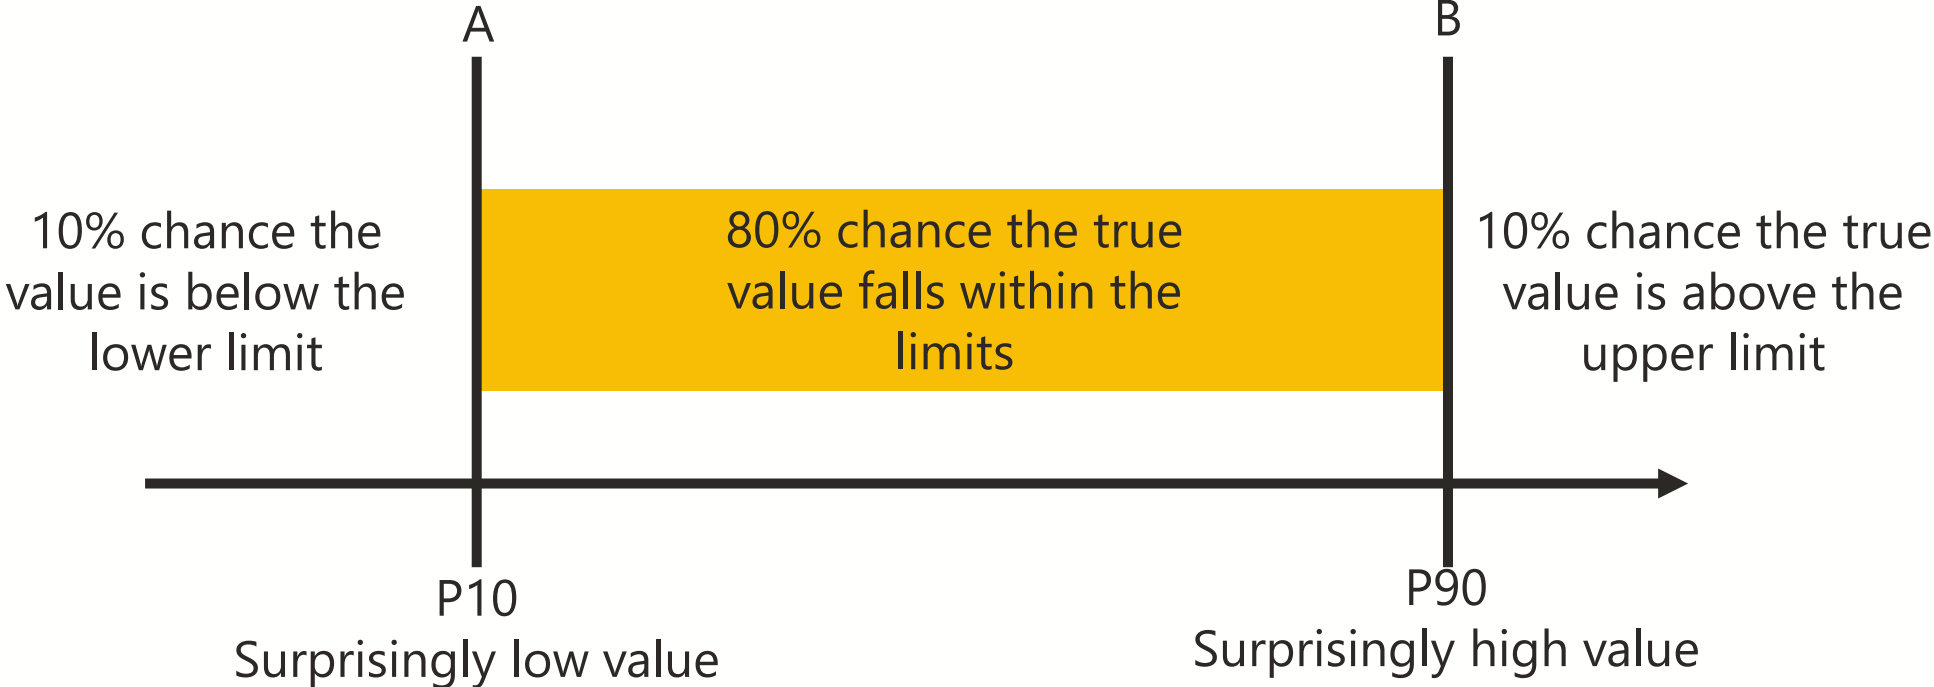 A
B
10% chance the
value is below the
lower limit
80% chance the true
value falls within the
limits
10% chance the true
value is above the
upper limit
P10
Surprisingly low value
P90
Surprisingly high value